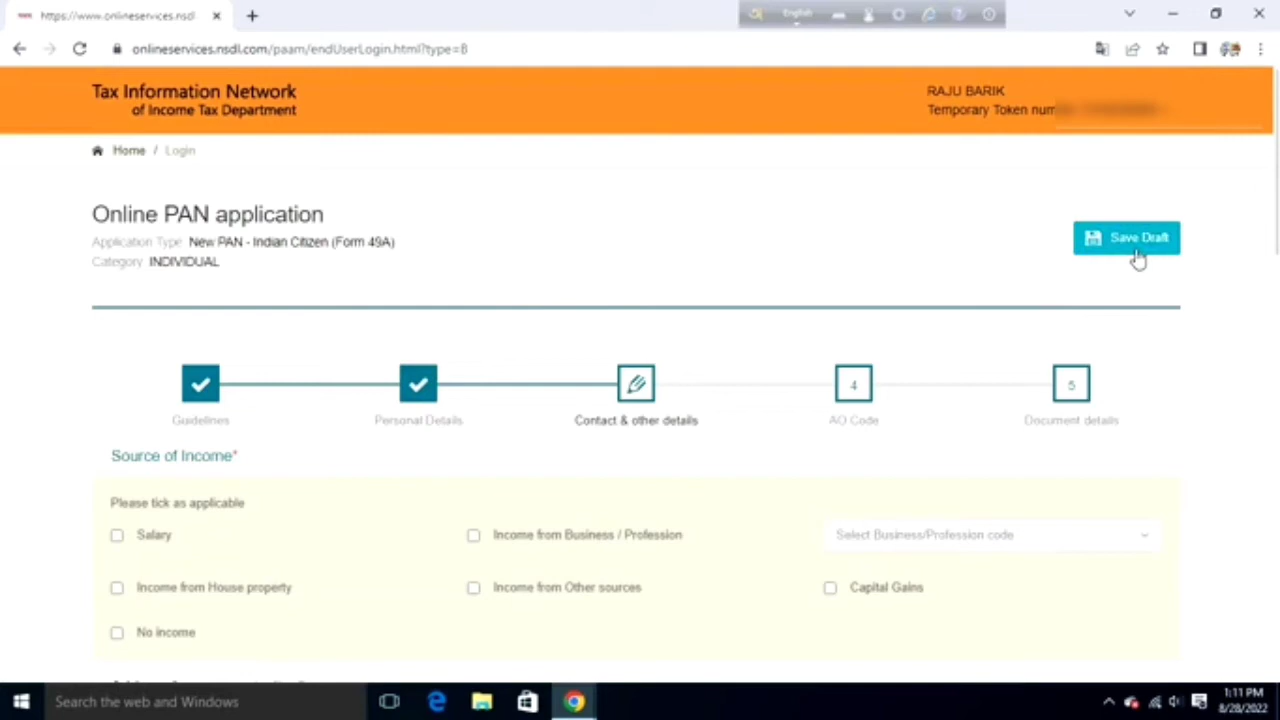 https://www.onlineservices.nsdl
English
onlineservices.nsdl.com/paam/endUserLogin.html?type=B
Tax Information Network
of Income Tax Department
RAJU BARIK
Temporary Token num
Home / Login
Online PAN application
Application Type New PAN - Indian Citizen (Form 49A)
Category INDIVIDUAL
Save Draft
4
5
Guidelines
Personal Details
Contact & other details
AO Code
Document details
Source of Income*
Please tick as applicable
Salary
Income from Business / Profession
Select Business/Profession code
Income from House property
Income from Other sources
Capital Gains
No income
Search the web and Windows
1:11 PM
8/28/2022